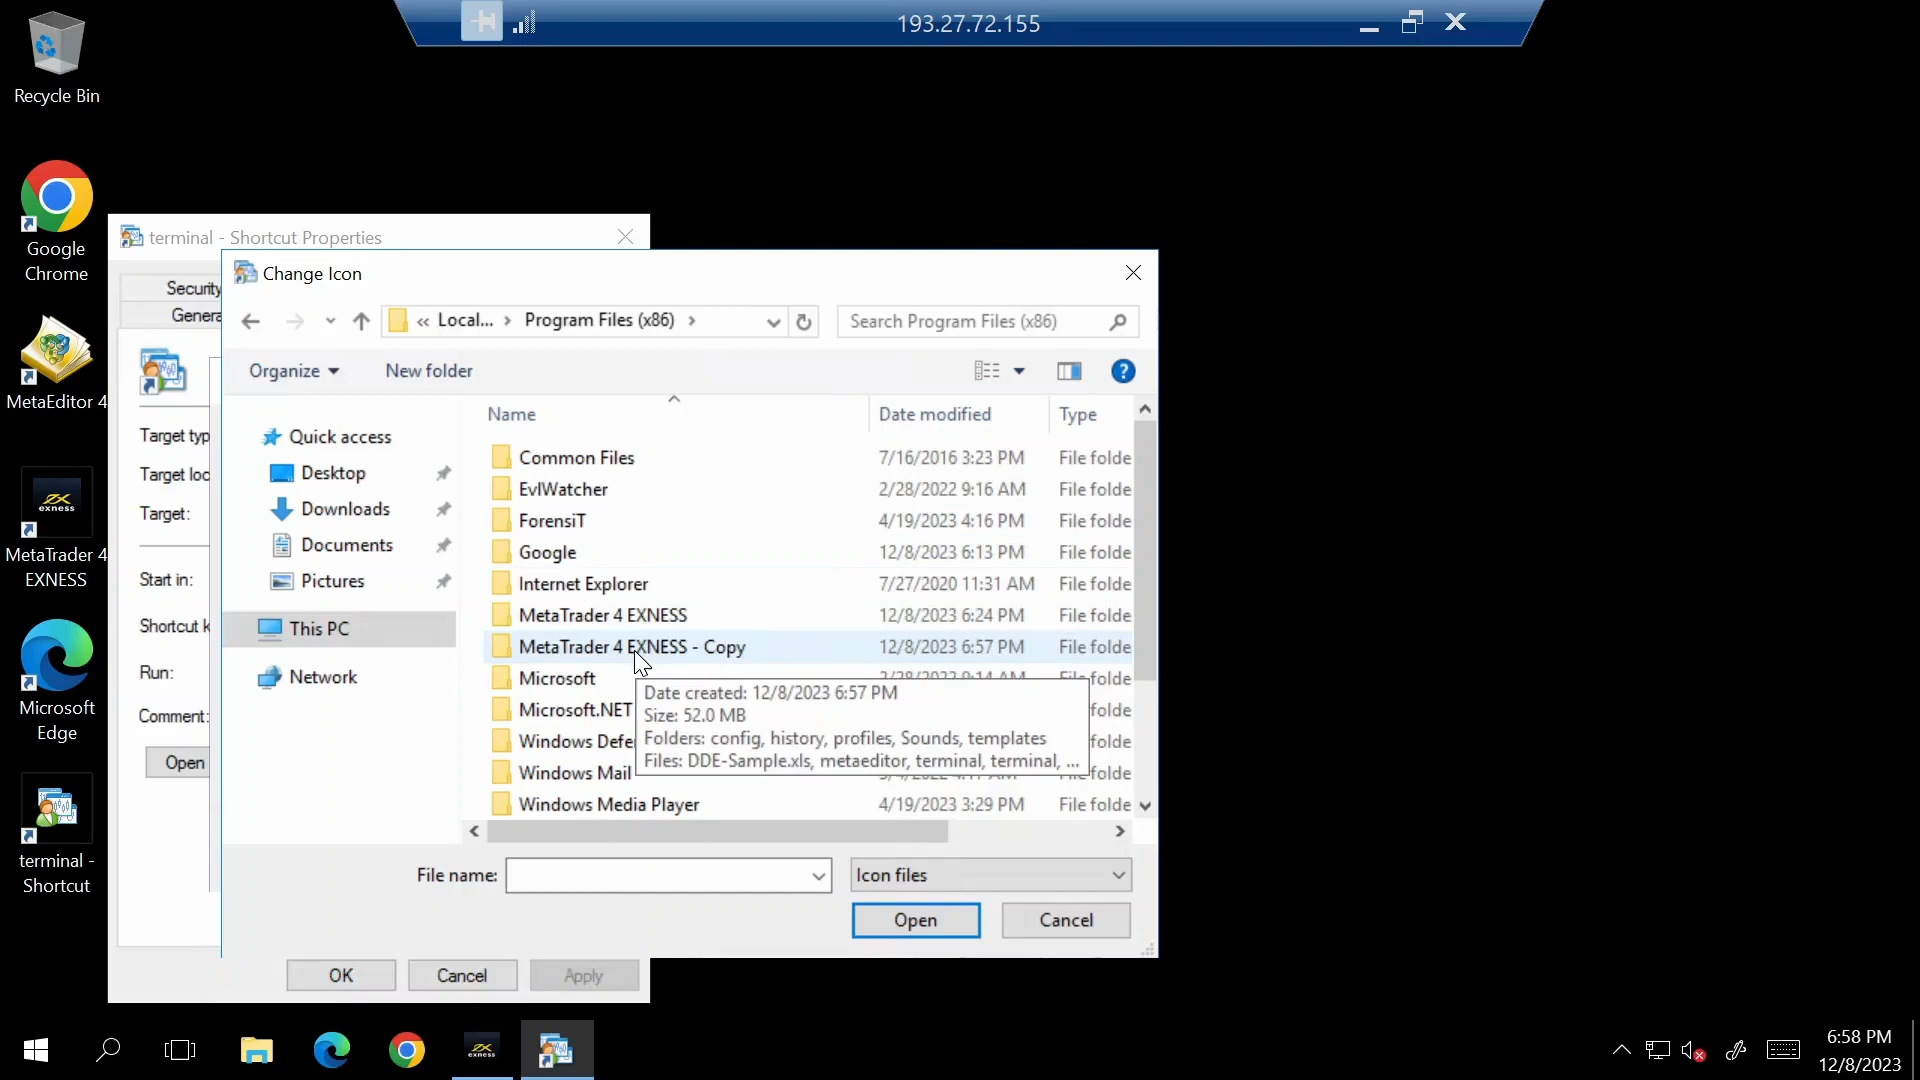 193.27.72.155
Recycle Bin
Google
Chrome
MetaEditor 4
exness
MetaTrader 4
EXNESS
Microsoft
Edge
terminal -
Shortcut
terminal - Shortcut Properties
Security
Genera
Target typ
Target loc
Target:
Start in:
Shortcut k
Run:
Comment:
Open
OK
Cancel
Apply
Change Icon
« Local... › Program Files (x86) ›
Search Program Files (x86)
Organize
New folder
Quick access
Desktop
Downloads
Documents
Pictures
This PC
Network
Name Date modified Type
Common Files 7/16/2016 3:23 PM File folde
EvlWatcher 2/28/2022 9:16 AM File folde
ForensiT 4/19/2023 4:16 PM File folde
Google 12/8/2023 6:13 PM File folde
Internet Explorer 7/27/2020 11:31 AM File folde
MetaTrader 4 EXNESS 12/8/2023 6:24 PM File folde
MetaTrader 4 EXNESS - Copy 12/8/2023 6:57 PM File folde
Microsoft
Microsoft.NET folde
Windows Defe folde
Windows Mail File folde
Windows Media Player 4/19/2023 3:29 PM File folde
Date created: 12/8/2023 6:57 PM
Size: 52.0 MB
Folders: config, history, profiles, Sounds, templates
Files: DDE-Sample.xls, metaeditor, terminal, terminal, ...
File name:
Icon files
Open
Cancel
exness
6:58 PM
12/8/2023